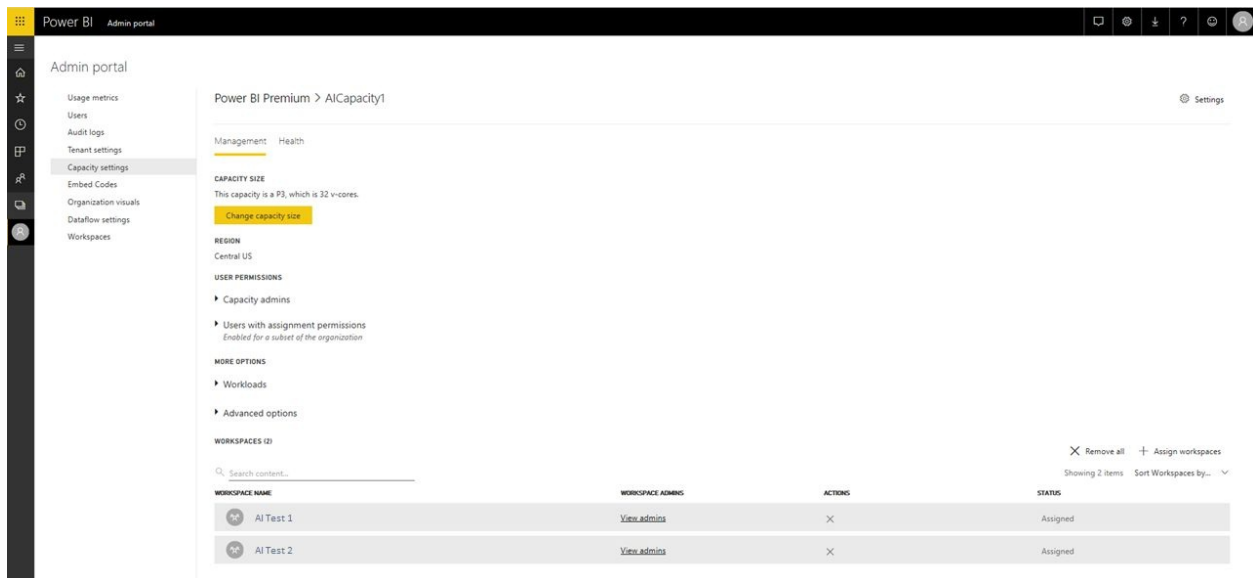 Power BI Admin portal
?
Admin portal
Usage metrics
Users
Audit logs
Tenant settings
Capacity settings
Embed Codes
Organization visuals
Dataflow settings
Workspaces
Power BI Premium > AICapacity1
Settings
Management Health
CAPACITY SIZE
This capacity is a P3, which is 32 v-cores.
Change capacity size
REGION
Central US
USER PERMISSIONS
Capacity admins
Users with assignment permissions
Enabled for a subset of the organization
MORE OPTIONS
Workloads
Advanced options
WORKSPACES (2)
Remove all + Assign workspaces
Search content...
Showing 2 items Sort Workspaces by...
WORKSPACE NAME WORKSPACE ADMINS ACTIONS STATUS
AI Test 1 View admins Assigned
AI Test 2 View admins Assigned